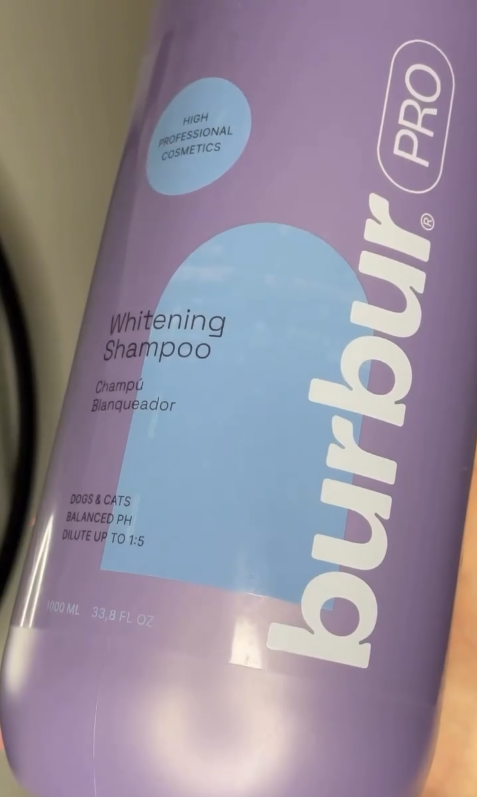 HIGH
PROFESSIONAL
COSMETICS
burbur® PRO
Whitening
Shampoo
Champú
Blanqueador
DOGS & CATS
BALANCED PH
DILUTE UP TO 1:5
1000 ML 33,8 FL OZ